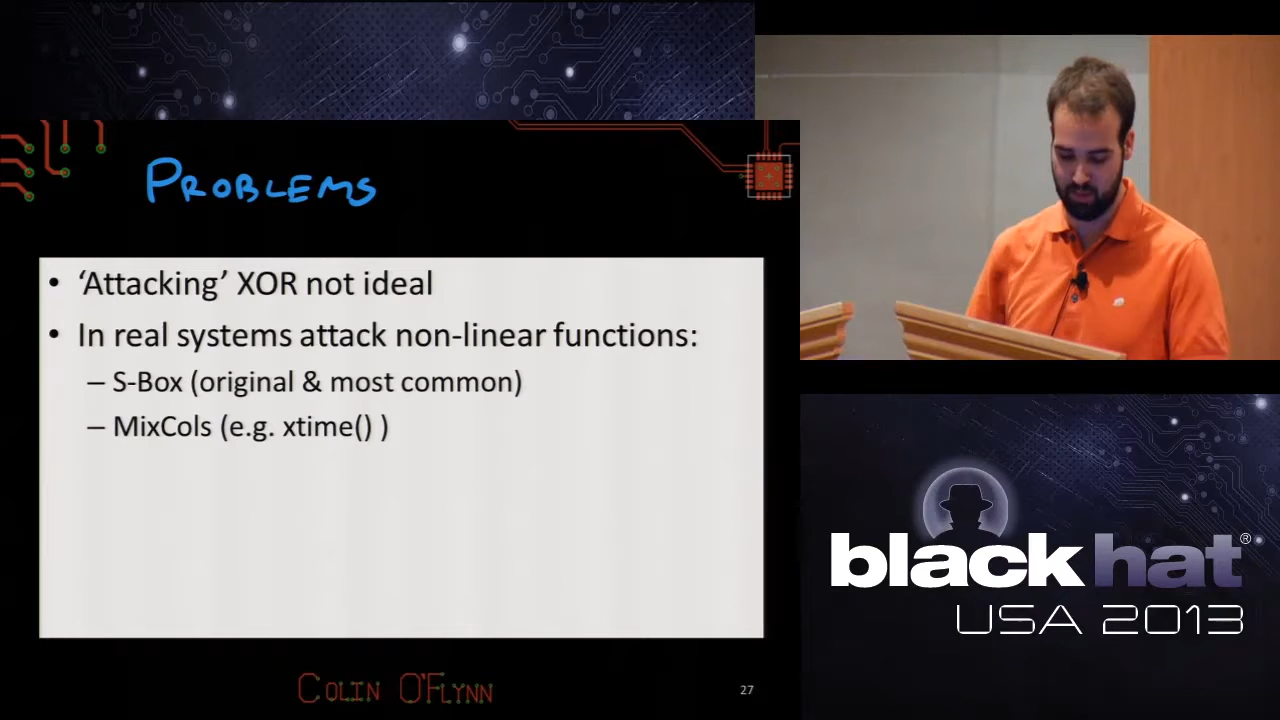 PROBLEMS
• ‘Attacking’ XOR not ideal
• In real systems attack non-linear functions:
– S-Box (original & most common)
– MixCols (e.g. xtime() )
COLIN O'FLYNN
27
black hat®
USA 2013